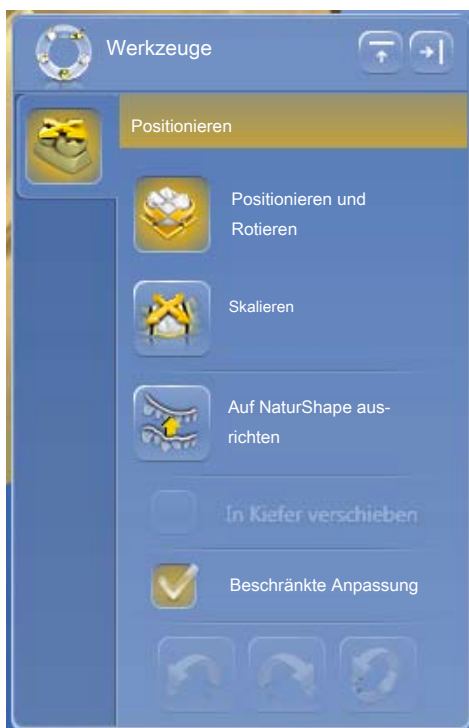 Werkzeuge
Positionieren
Positionieren und
Rotieren
Skalieren
Auf NaturShape aus-
richten
In Kiefer verschieben
Beschränkte Anpassung